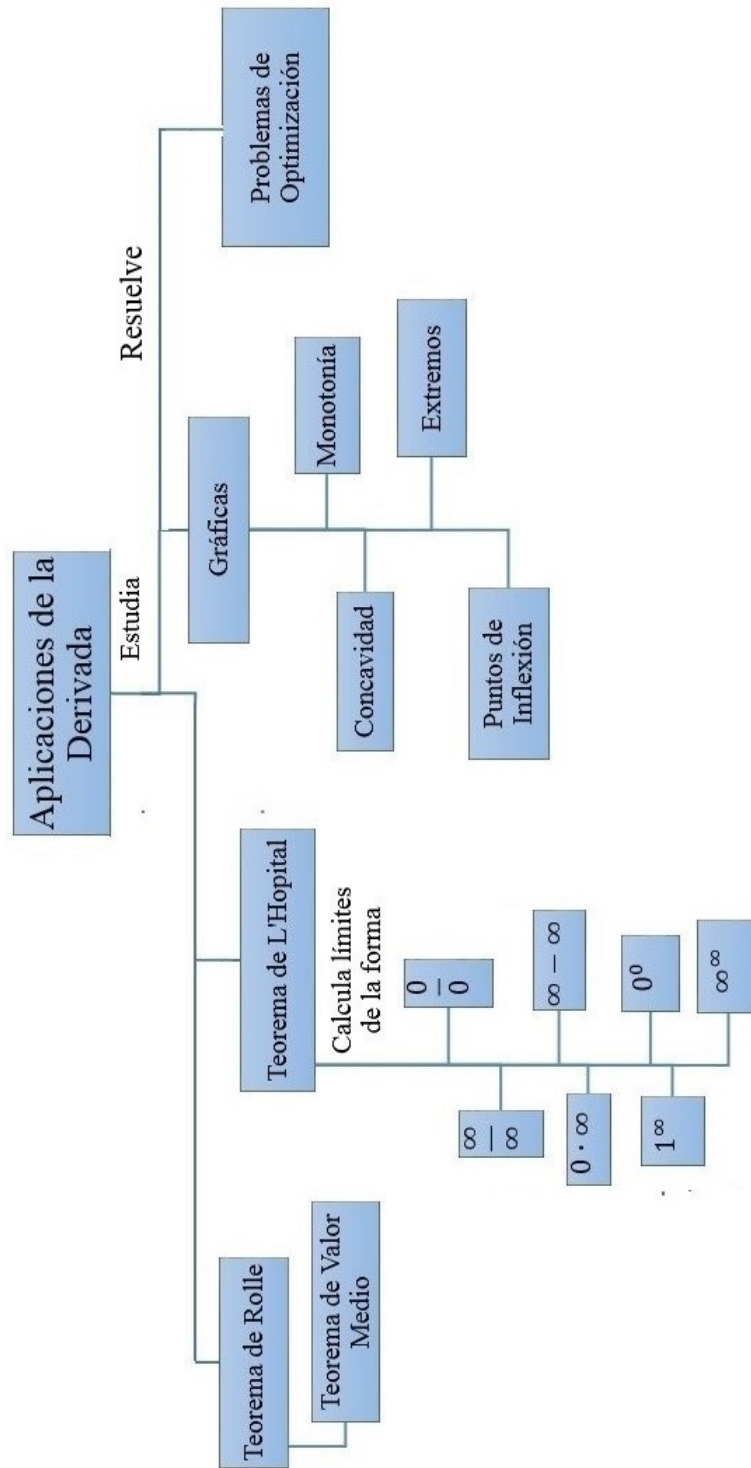 Aplicaciones de la
Derivada
Estudia
Resuelve
Teorema de Rolle
Teorema de Valor
Medio
Teorema de L'Hopital
Calcula límites
de la forma
0/0
∞/∞
∞ − ∞
0 · ∞
0⁰
1^∞
∞^∞
Gráficas
Monotonía
Concavidad
Extremos
Puntos de
Inflexión
Problemas de
Optimización